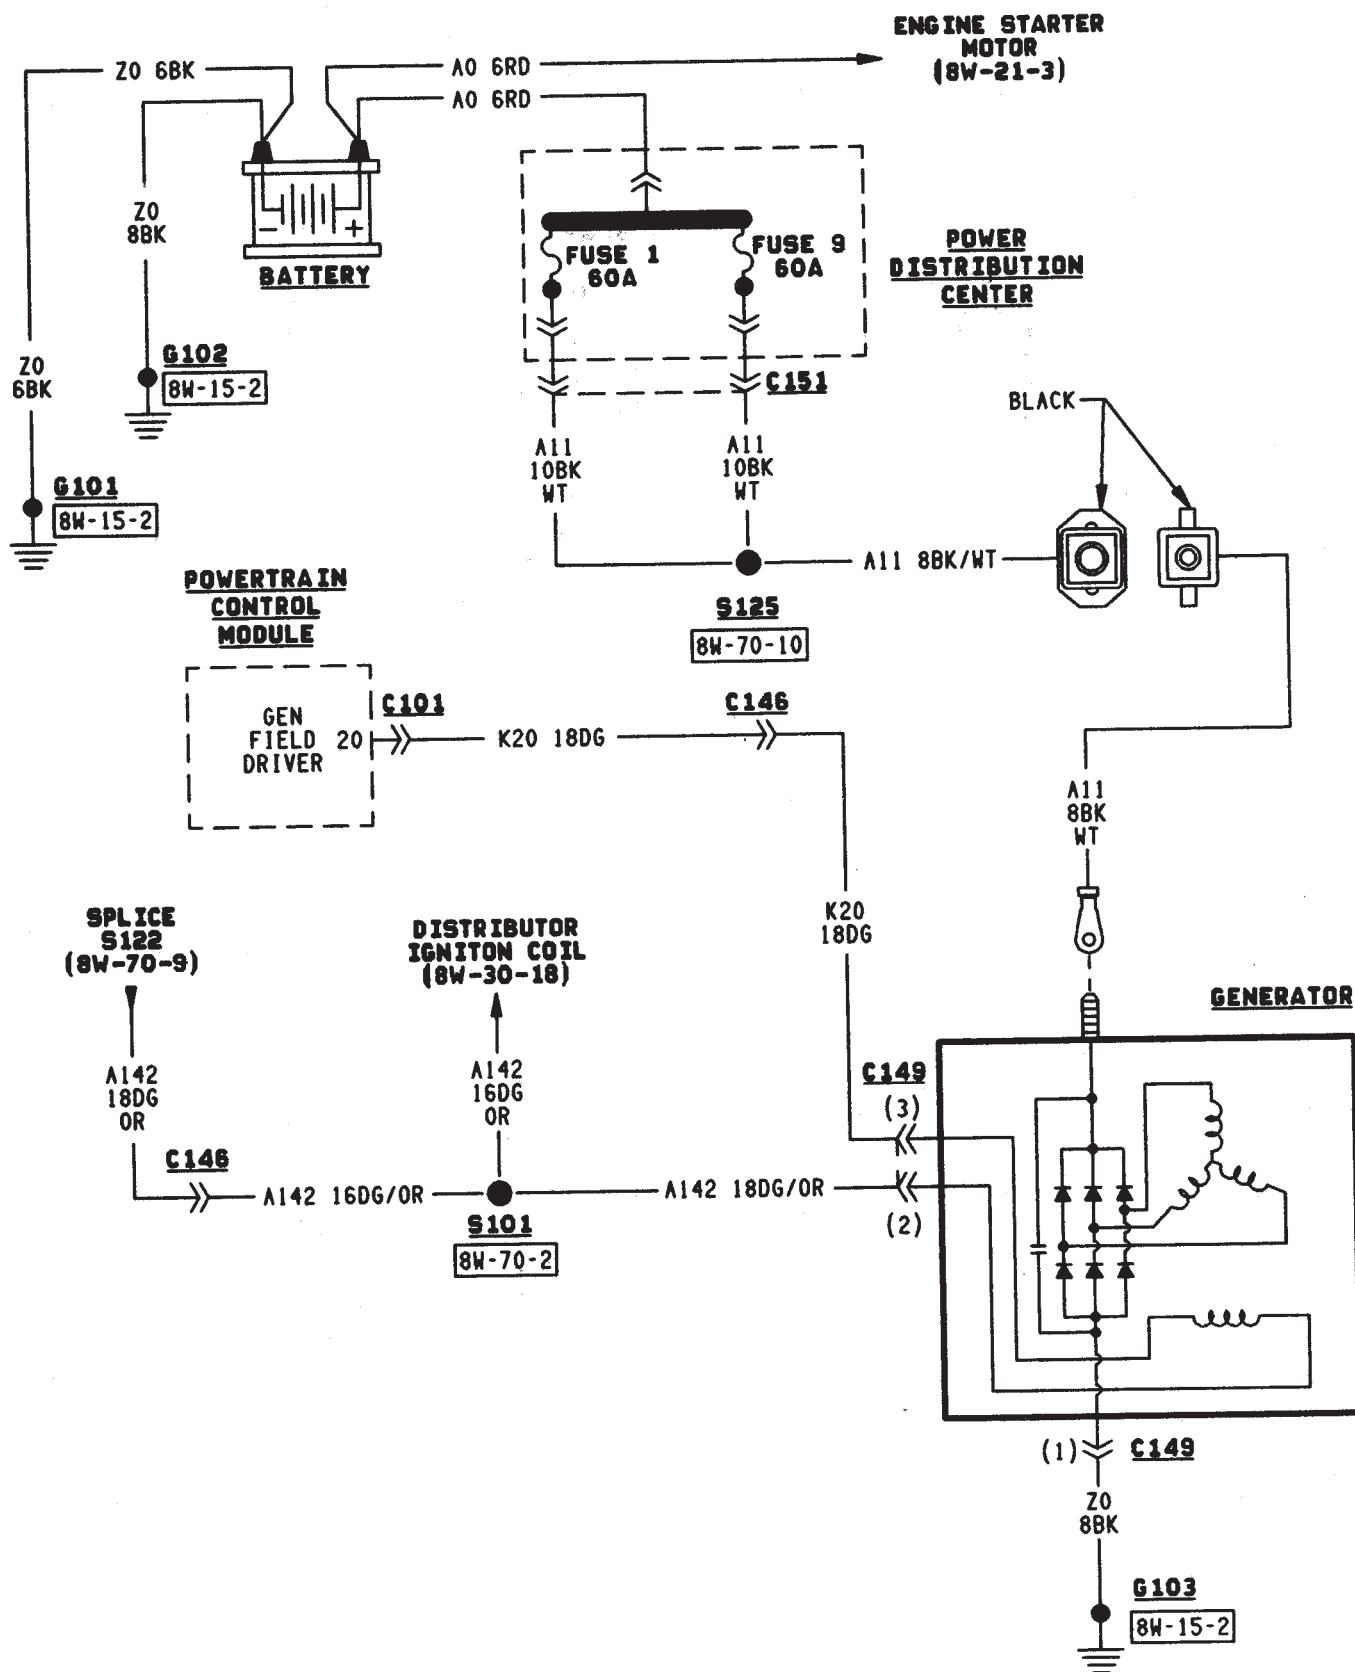 ENGINE STARTER
MOTOR
(8W-21-3)
Z0 6BK
A0 6RD
A0 6RD
Z0
8BK
BATTERY
FUSE 1
60A
FUSE 9
60A
POWER
DISTRIBUTION
CENTER
Z0
6BK
G102
8W-15-2
C151
BLACK
A11
10BK
WT
A11
10BK
WT
G101
8W-15-2
A11 8BK/WT
POWERTRAIN
CONTROL
MODULE
S125
8W-70-10
GEN
FIELD
DRIVER
20
C101
K20 18DG
C146
A11
8BK
WT
SPLICE
S122
(8W-70-9)
DISTRIBUTOR
IGNITON COIL
(8W-30-18)
K20
18DG
GENERATOR
A142
18DG
OR
A142
16DG
OR
C149
(3)
C146
A142 16DG/OR
A142 18DG/OR
(2)
S101
8W-70-2
(1)
C149
Z0
8BK
G103
8W-15-2